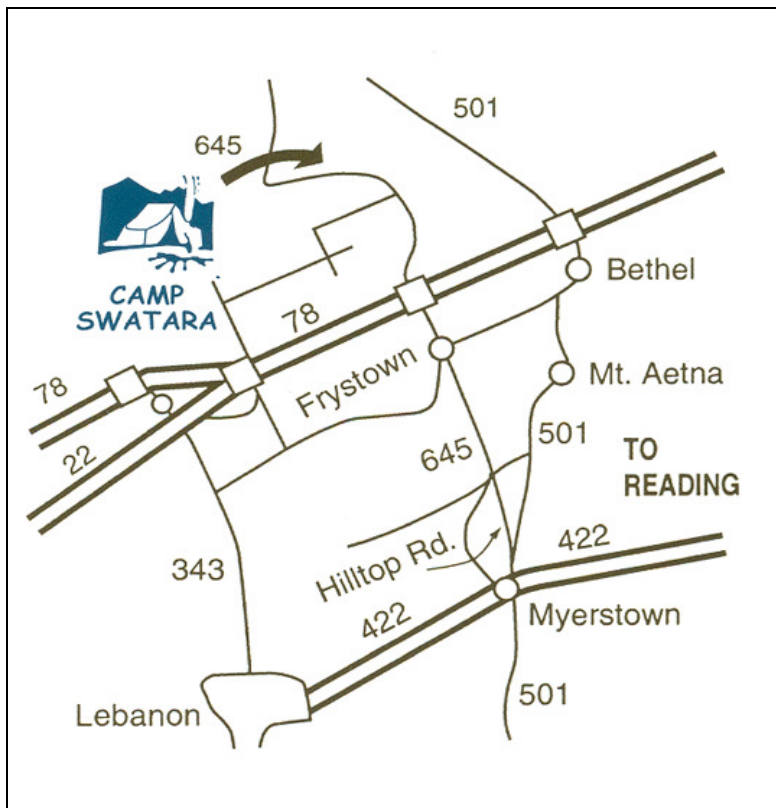 501
645
CAMP
SWATARA
Bethel
78
78
Frystown
Mt. Aetna
22
645
501
TO
READING
343
Hilltop Rd.
422
422
Myerstown
501
Lebanon